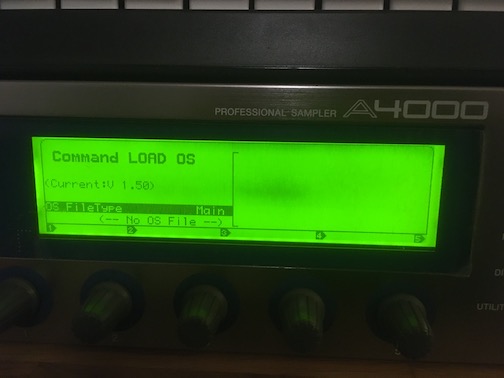 PROFESSIONAL SAMPLER A4000
Command LOAD OS
(Current:V 1.50)
OS FileType Main
(-- No OS File --)
1 2 3 4 5
UTILIT